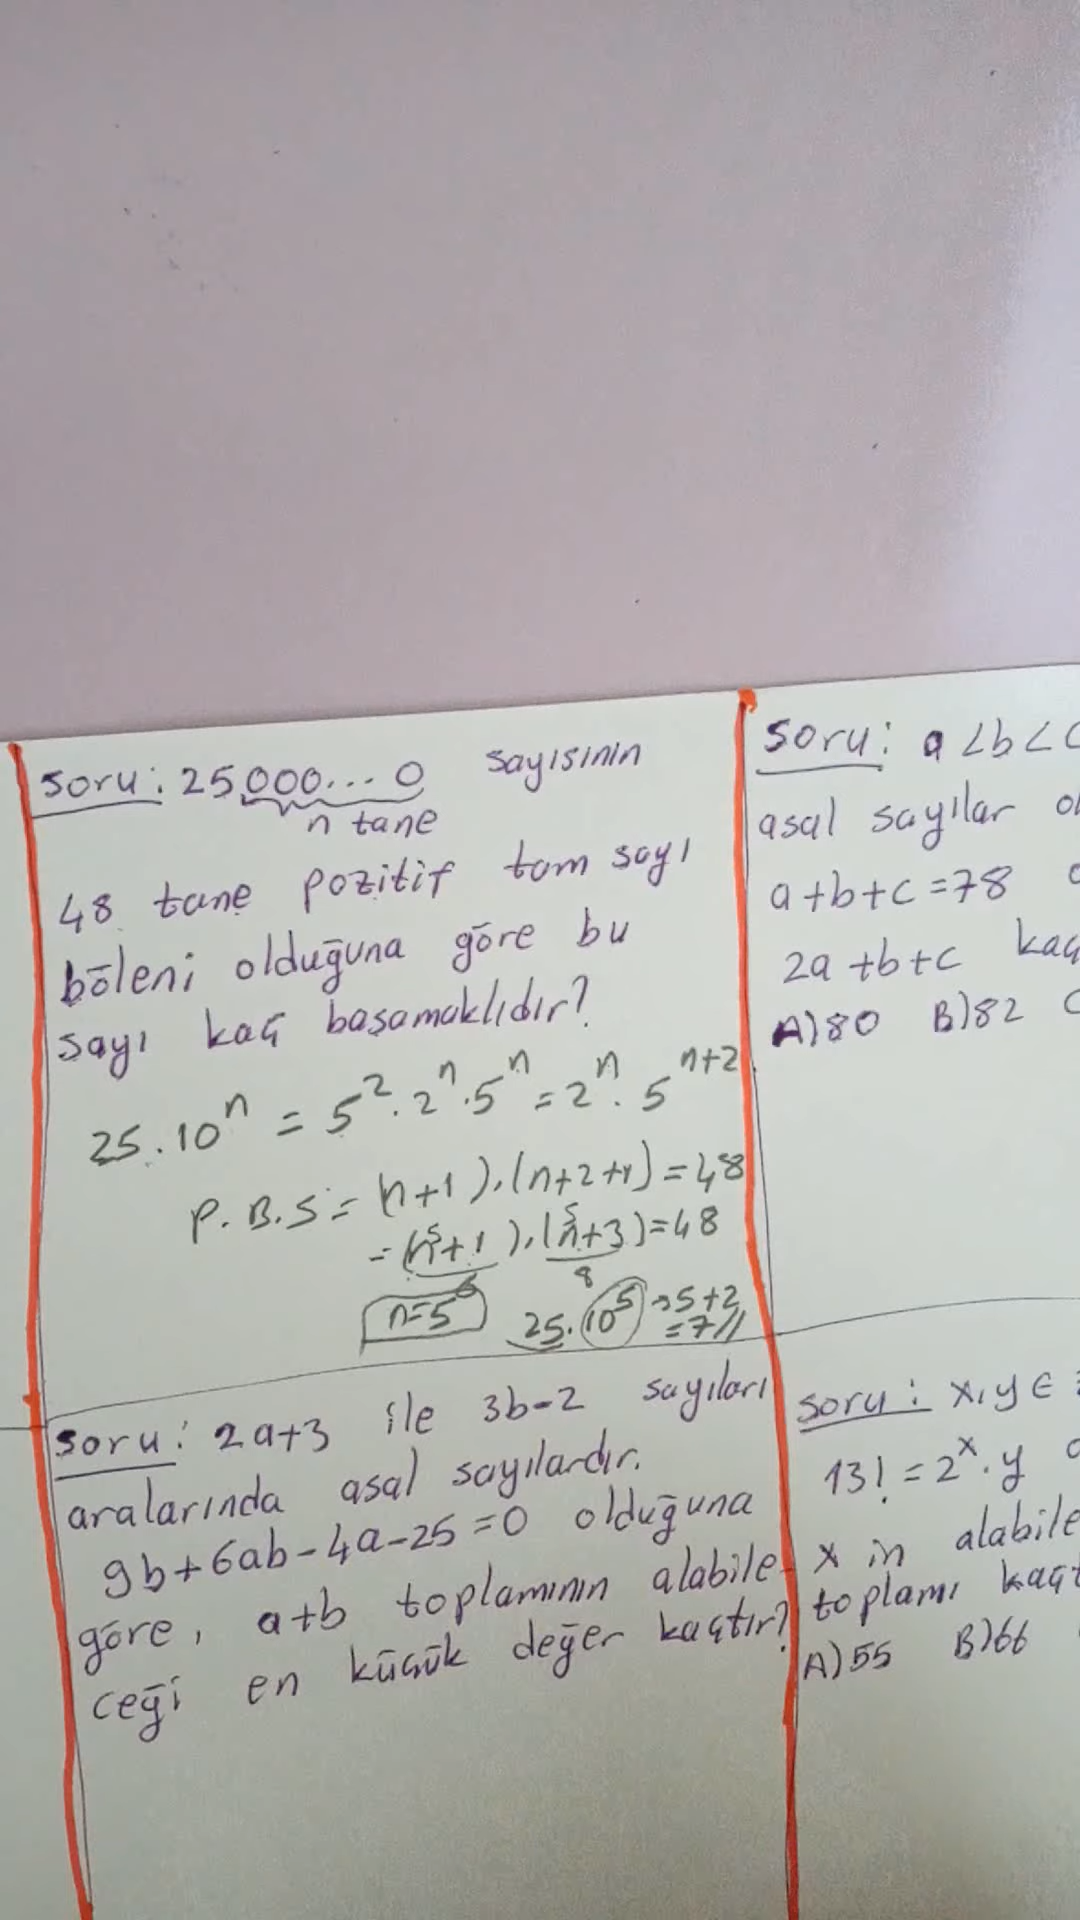 Soru: 25000...0 sayısının
n tane
48 tane pozitif tam sayı
böleni olduğuna göre bu
sayı kaç basamaklıdır?
25.10^n = 5^2.2^n.5^n = 2^n.5^n+2
P.B.S = (n+1).(n+2+1)=48
= (n+1).(n+3)=48
5 5
6 8
n=5
25.10^5 →5+2
=7//
Soru: 2a+3 ile 3b-2 sayıları
aralarında asal sayılardır.
9b+6ab-4a-25=0 olduğuna
göre, a+b toplamının alabile-
ceği en küçük değer kaçtır?
Soru: a<b<c
asal sayılar
a+b+c=78
2a+b+c
A)80 B)82
Soru: x,y ∈
13! = 2^x.y
x in alabile
toplamı
A)55 B)66